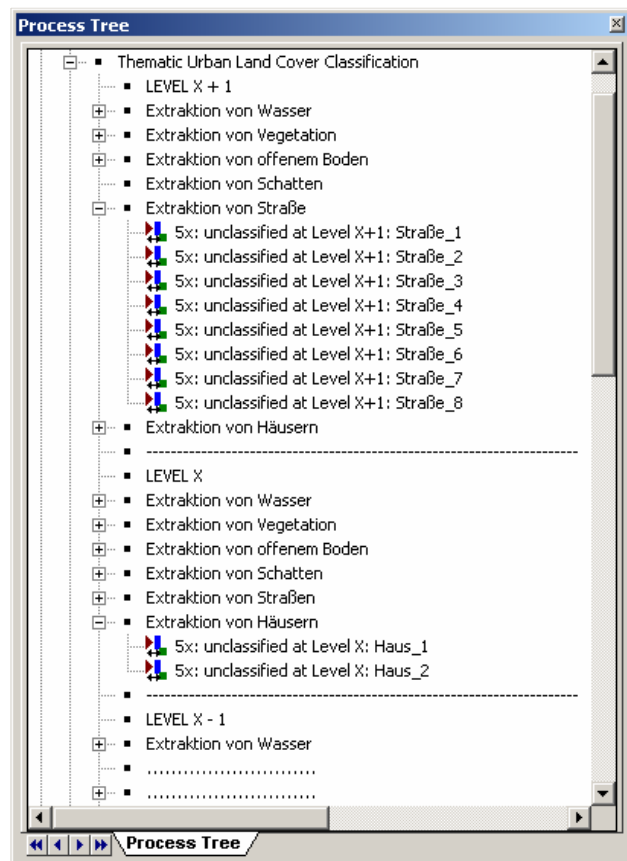 Process Tree
Thematic Urban Land Cover Classification
LEVEL X + 1
Extraktion von Wasser
Extraktion von Vegetation
Extraktion von offenem Boden
Extraktion von Schatten
Extraktion von Straße
5x: unclassified at Level X+1: Straße_1
5x: unclassified at Level X+1: Straße_2
5x: unclassified at Level X+1: Straße_3
5x: unclassified at Level X+1: Straße_4
5x: unclassified at Level X+1: Straße_5
5x: unclassified at Level X+1: Straße_6
5x: unclassified at Level X+1: Straße_7
5x: unclassified at Level X+1: Straße_8
Extraktion von Häusern
------------------------------------------------------------------------
LEVEL X
Extraktion von Wasser
Extraktion von Vegetation
Extraktion von offenem Boden
Extraktion von Schatten
Extraktion von Straßen
Extraktion von Häusern
5x: unclassified at Level X: Haus_1
5x: unclassified at Level X: Haus_2
------------------------------------------------------------------------
LEVEL X - 1
Extraktion von Wasser
............................
............................
Process Tree